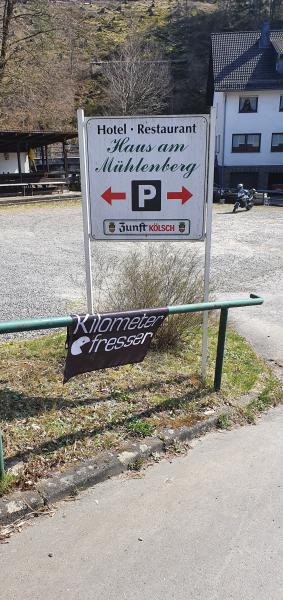 Hotel · Restaurant
Haus am
Mühlenberg
P
Zunft KÖLSCH
Kilometer
fresser